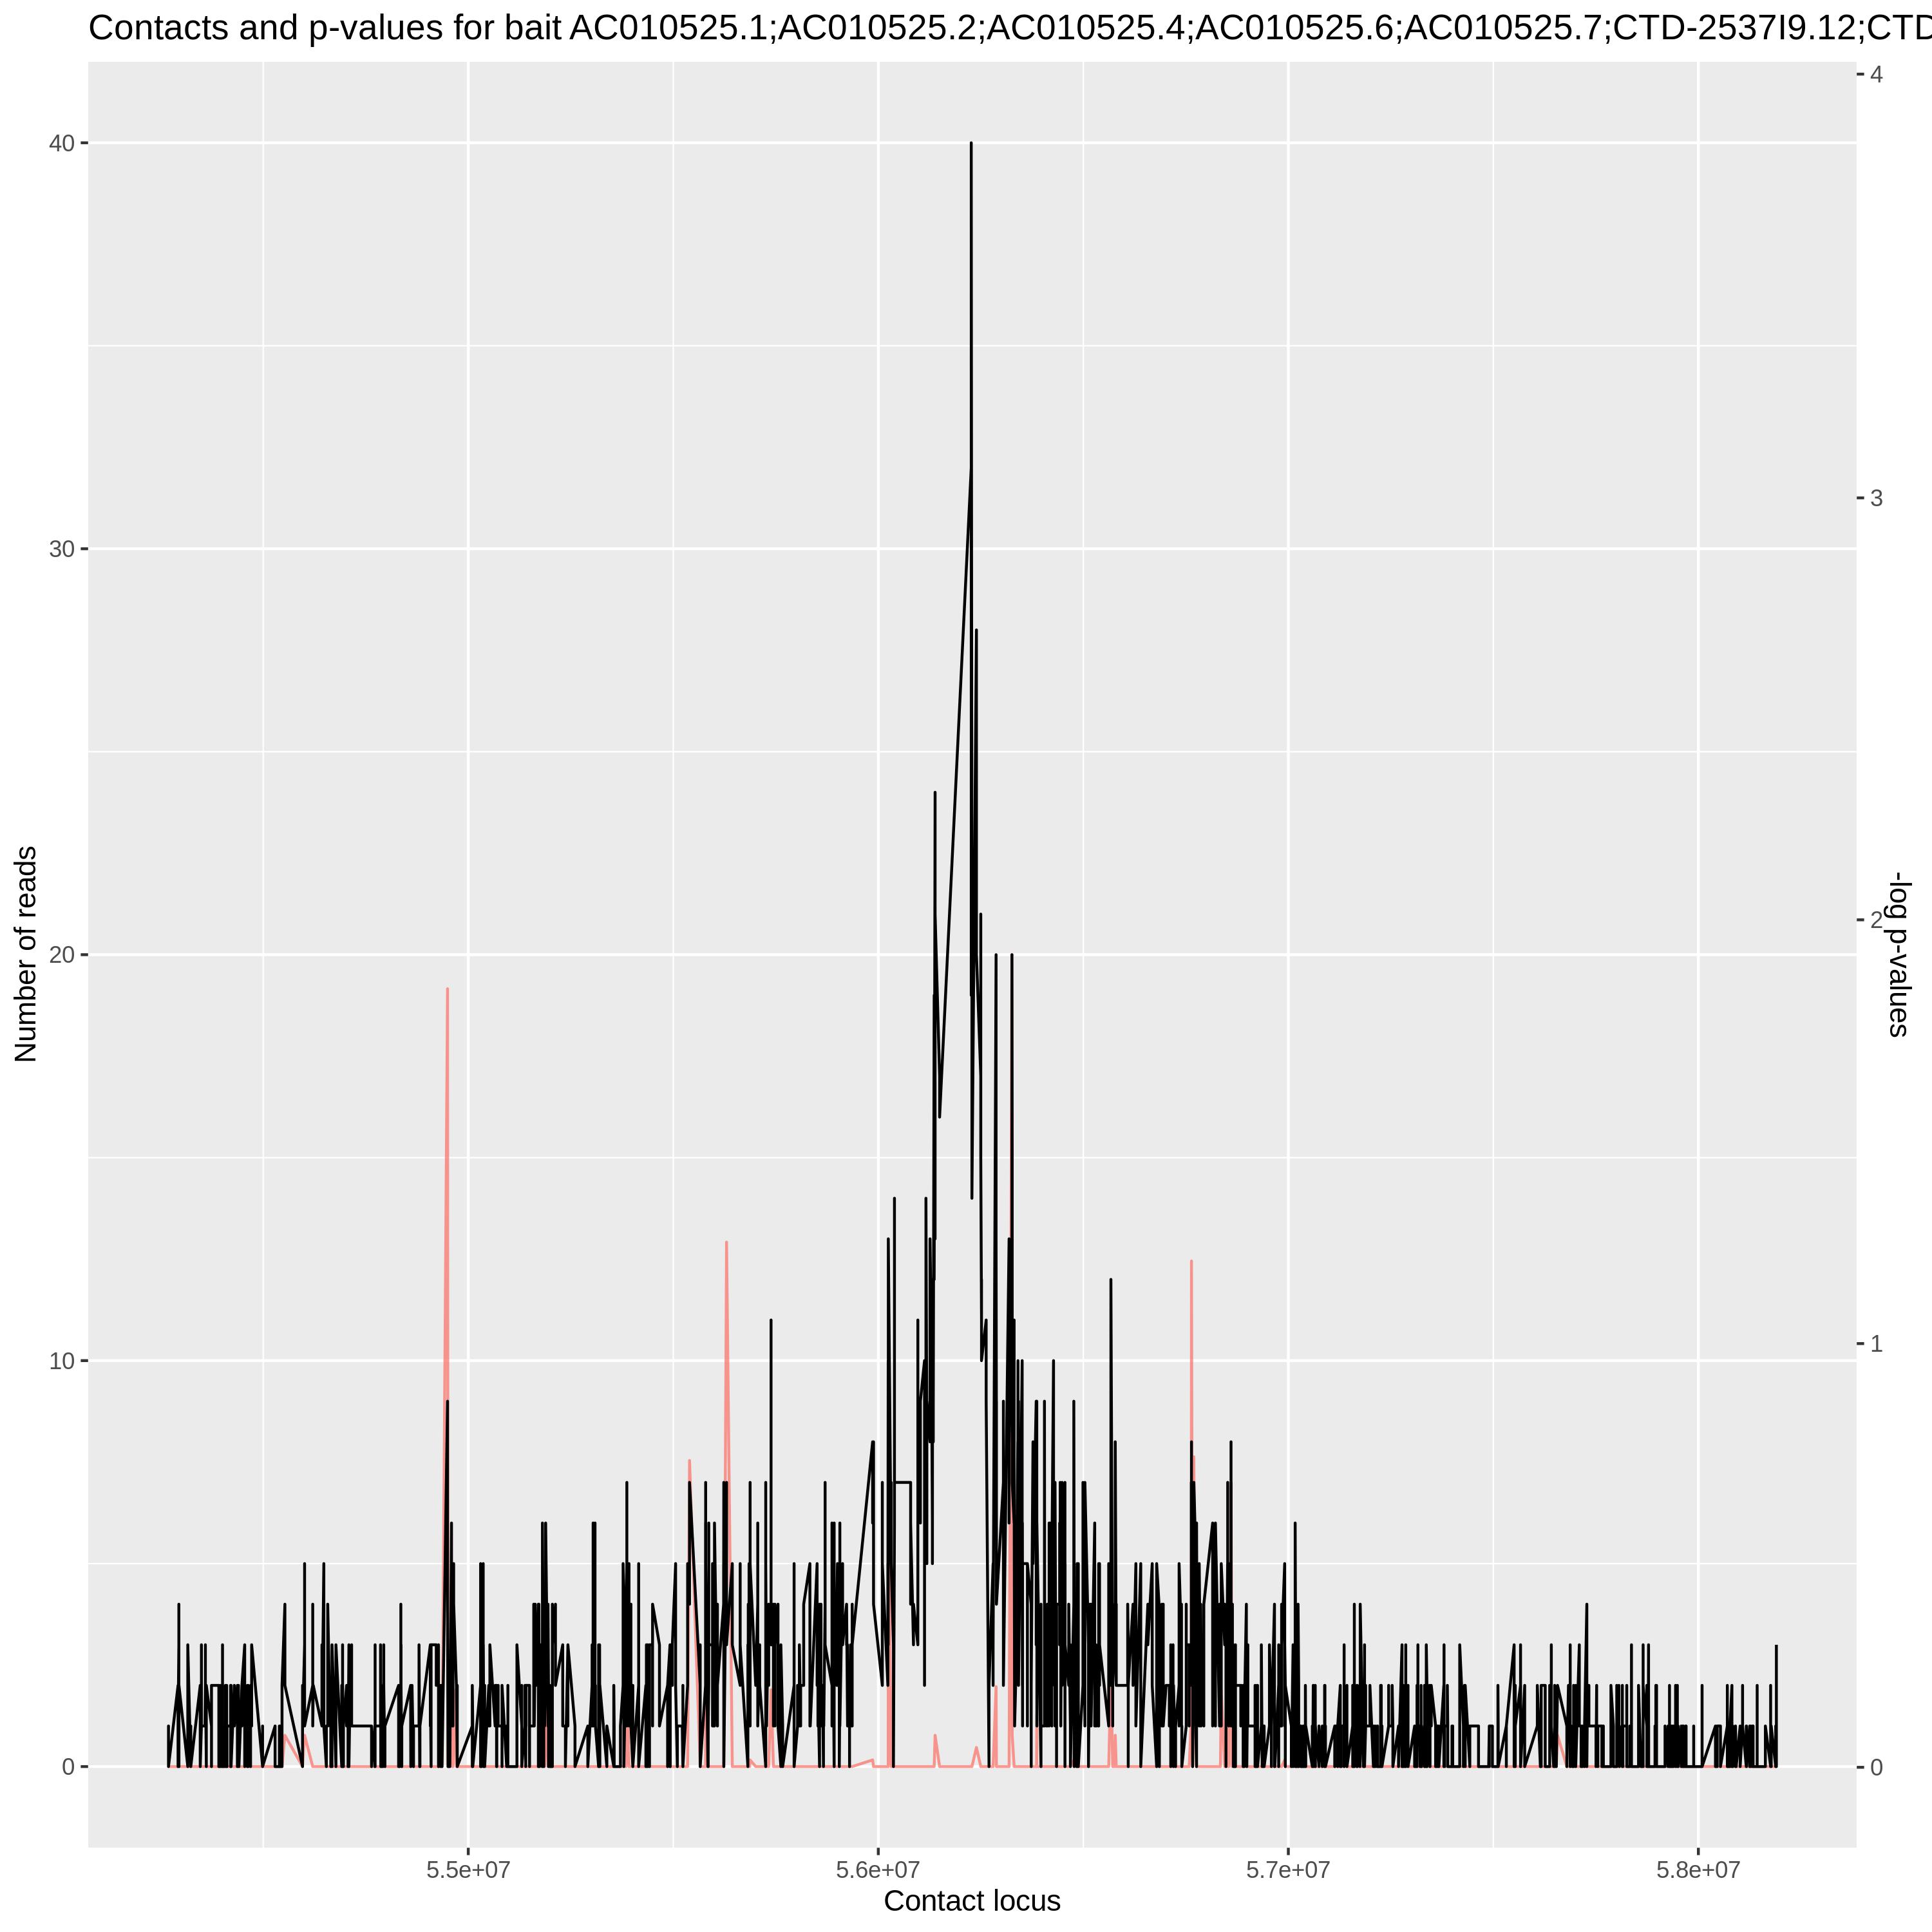 Contacts and p-values for bait AC010525.1;AC010525.2;AC010525.4;AC010525.6;AC010525.7;CTD-2537I9.12;CTD
40
30
20
10
0
Number of reads
4
3
2
1
0
-log p-values
5.5e+07
5.6e+07
5.7e+07
5.8e+07
Contact locus